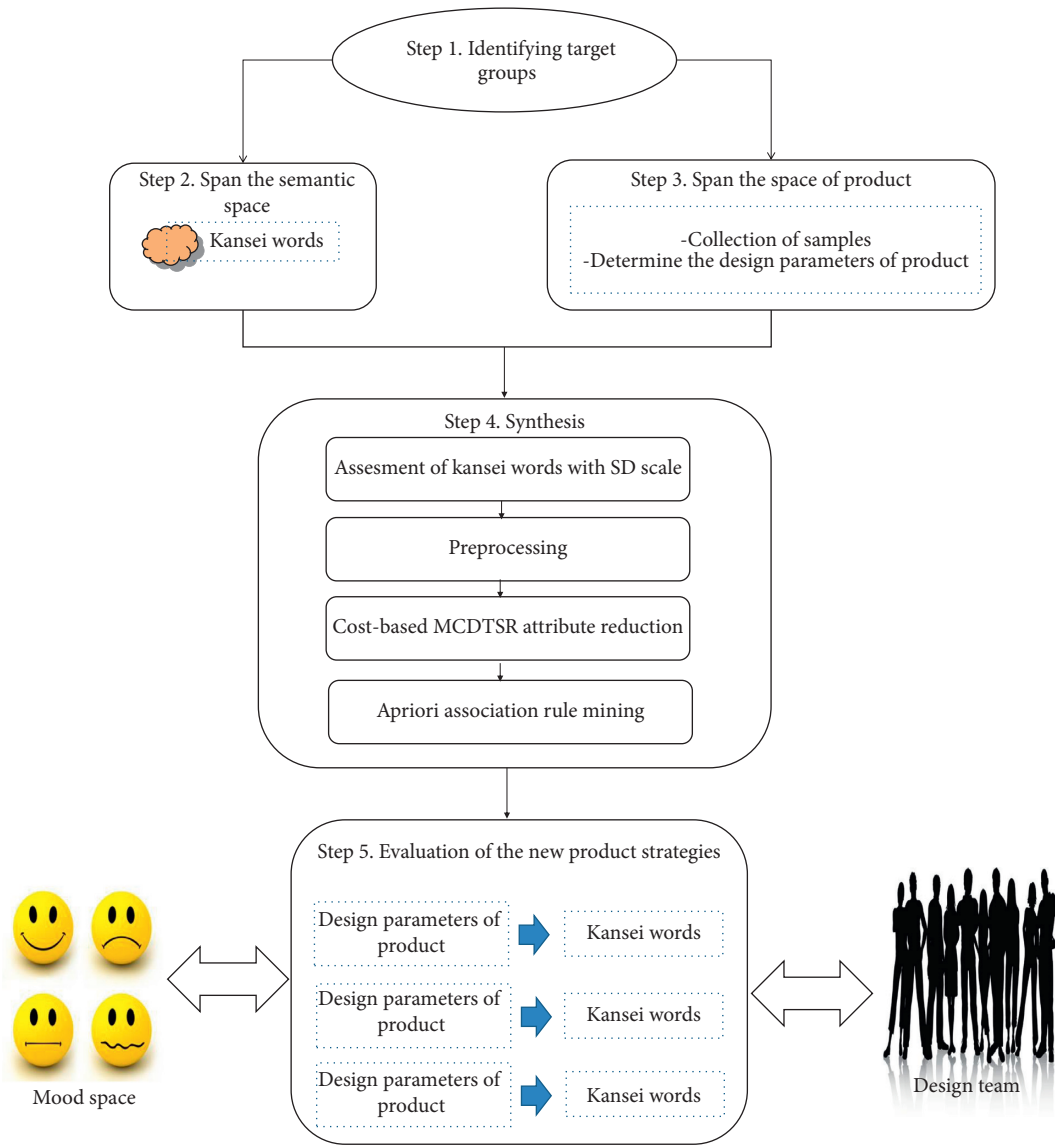 Step 1. Identifying target
groups
Step 2. Span the semantic
space
Kansei words
Step 3. Span the space of product
-Collection of samples
-Determine the design parameters of product
Step 4. Synthesis
Assesment of kansei words with SD scale
Preprocessing
Cost-based MCDTSR attribute reduction
Apriori association rule mining
Step 5. Evaluation of the new product strategies
Design parameters of
product
Kansei words
Design parameters of
product
Kansei words
Design parameters of
product
Kansei words
Mood space
Design team